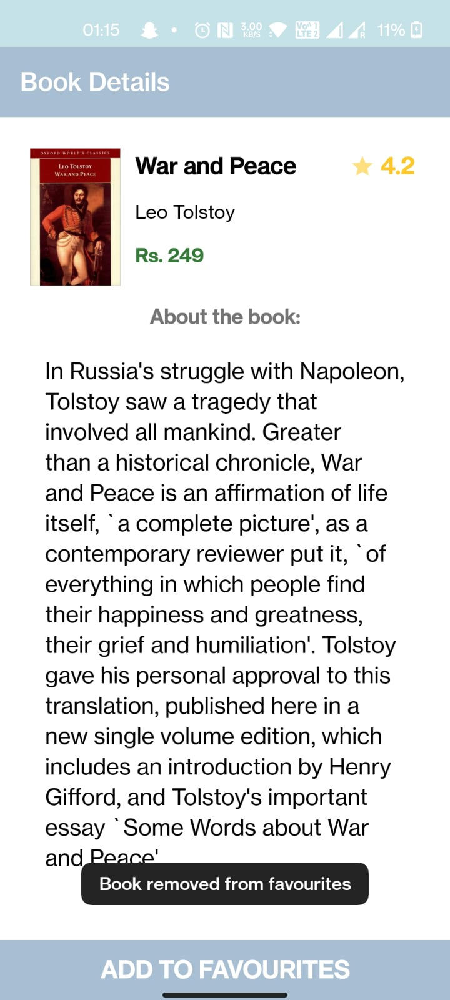 01:15 3.00 KB/S Vo)) 1 LTE 2 R 11%
Book Details
OXFORD WORLD'S CLASSICS
LEO TOLSTOY
WAR AND PEACE
War and Peace 4.2
Leo Tolstoy
Rs. 249
About the book:
In Russia's struggle with Napoleon,
Tolstoy saw a tragedy that
involved all mankind. Greater
than a historical chronicle, War
and Peace is an affirmation of life
itself, `a complete picture', as a
contemporary reviewer put it, `of
everything in which people find
their happiness and greatness,
their grief and humiliation'. Tolstoy
gave his personal approval to this
translation, published here in a
new single volume edition, which
includes an introduction by Henry
Gifford, and Tolstoy's important
essay `Some Words about War
and Peace'
Book removed from favourites
ADD TO FAVOURITES